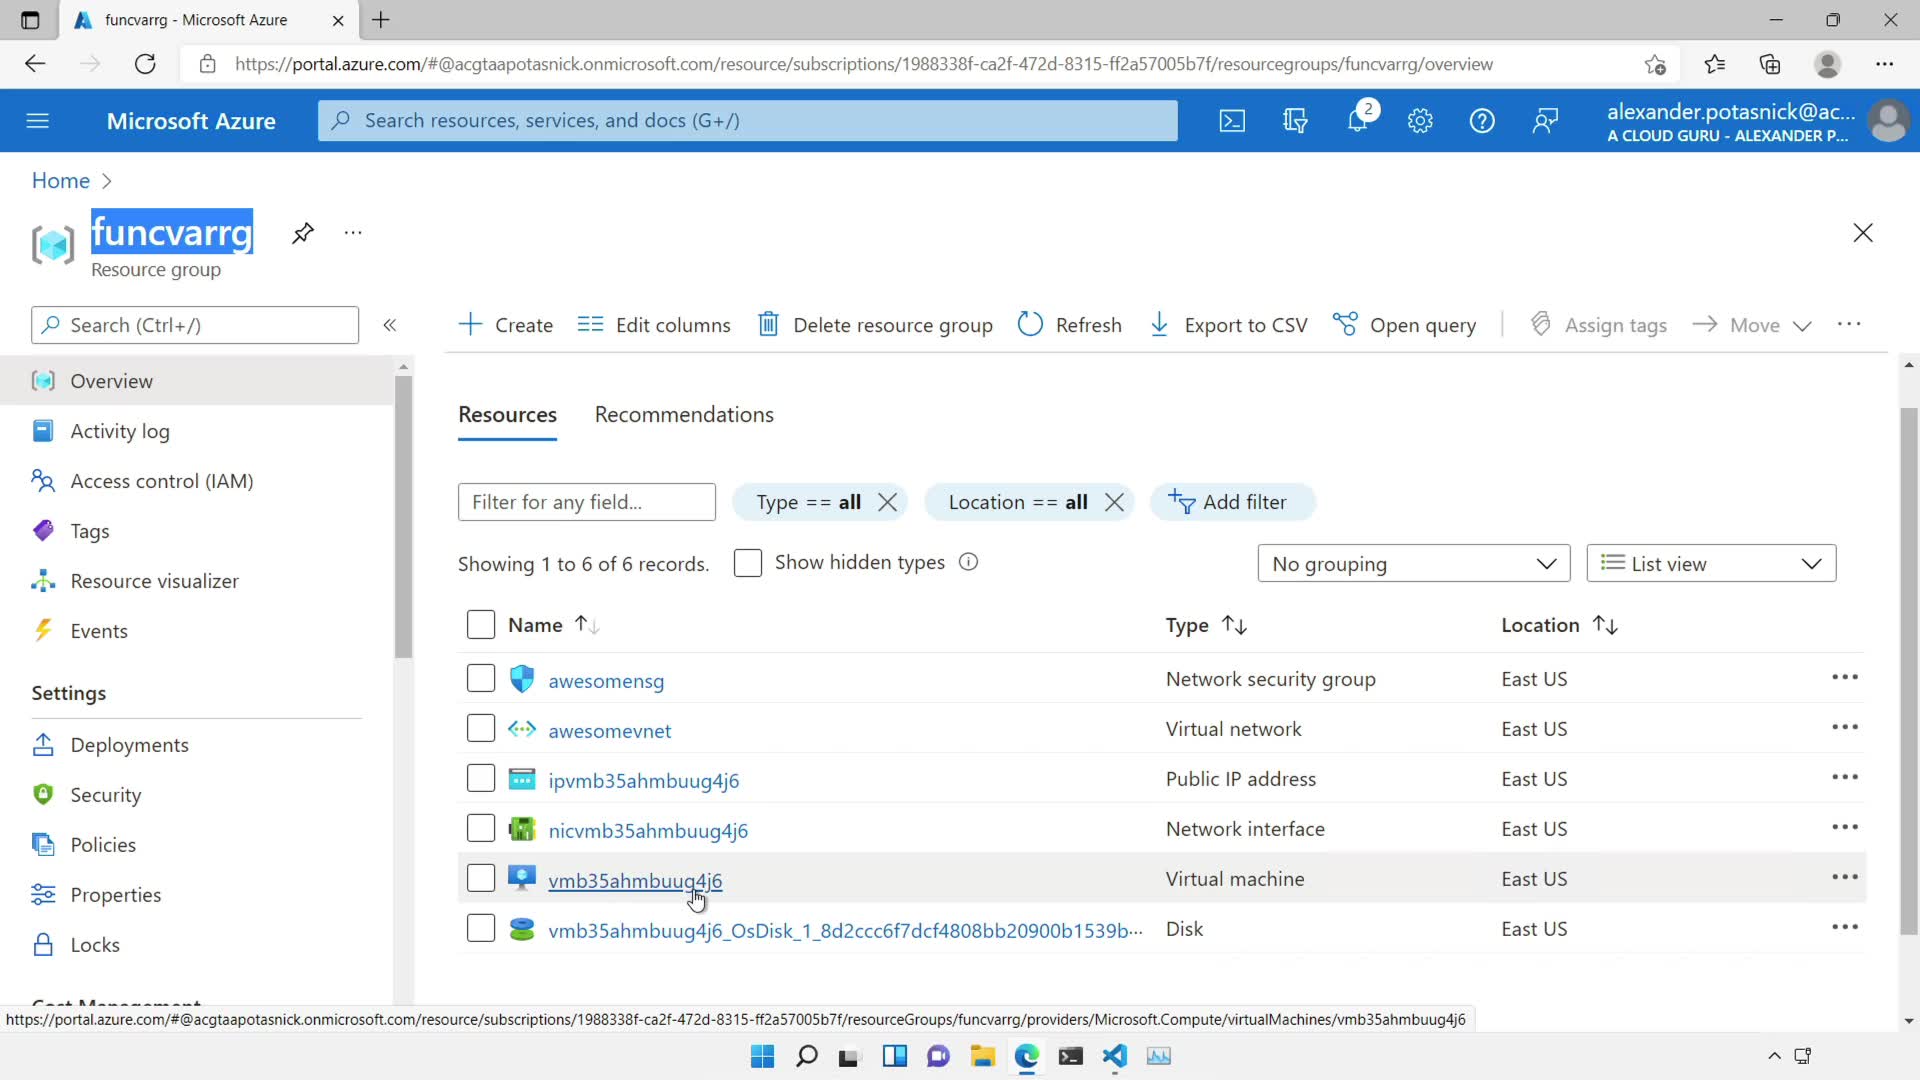 funcvarrg - Microsoft Azure
https://portal.azure.com/#@acgtaapotasnick.onmicrosoft.com/resource/subscriptions/1988338f-ca2f-472d-8315-ff2a57005b7f/resourcegroups/funcvarrg/overview
Microsoft Azure
Search resources, services, and docs (G+/)
2
alexander.potasnick@ac...
A CLOUD GURU - ALEXANDER P...
Home >
funcvarrg
Resource group
Search (Ctrl+/)
Create
Edit columns
Delete resource group
Refresh
Export to CSV
Open query
Assign tags
Move
Overview
Activity log
Access control (IAM)
Tags
Resource visualizer
Events
Settings
Deployments
Security
Policies
Properties
Locks
Cost Management
Resources
Recommendations
Filter for any field...
Type == all
Location == all
Add filter
Showing 1 to 6 of 6 records.
Show hidden types
No grouping
List view
Name
Type
Location
awesomensg
Network security group
East US
awesomevnet
Virtual network
East US
ipvmb35ahmbuug4j6
Public IP address
East US
nicvmb35ahmbuug4j6
Network interface
East US
vmb35ahmbuug4j6
Virtual machine
East US
vmb35ahmbuug4j6_OsDisk_1_8d2ccc6f7dcf4808bb20900b1539b...
Disk
East US
https://portal.azure.com/#@acgtaapotasnick.onmicrosoft.com/resource/subscriptions/1988338f-ca2f-472d-8315-ff2a57005b7f/resourceGroups/funcvarrg/providers/Microsoft.Compute/virtualMachines/vmb35ahmbuug4j6